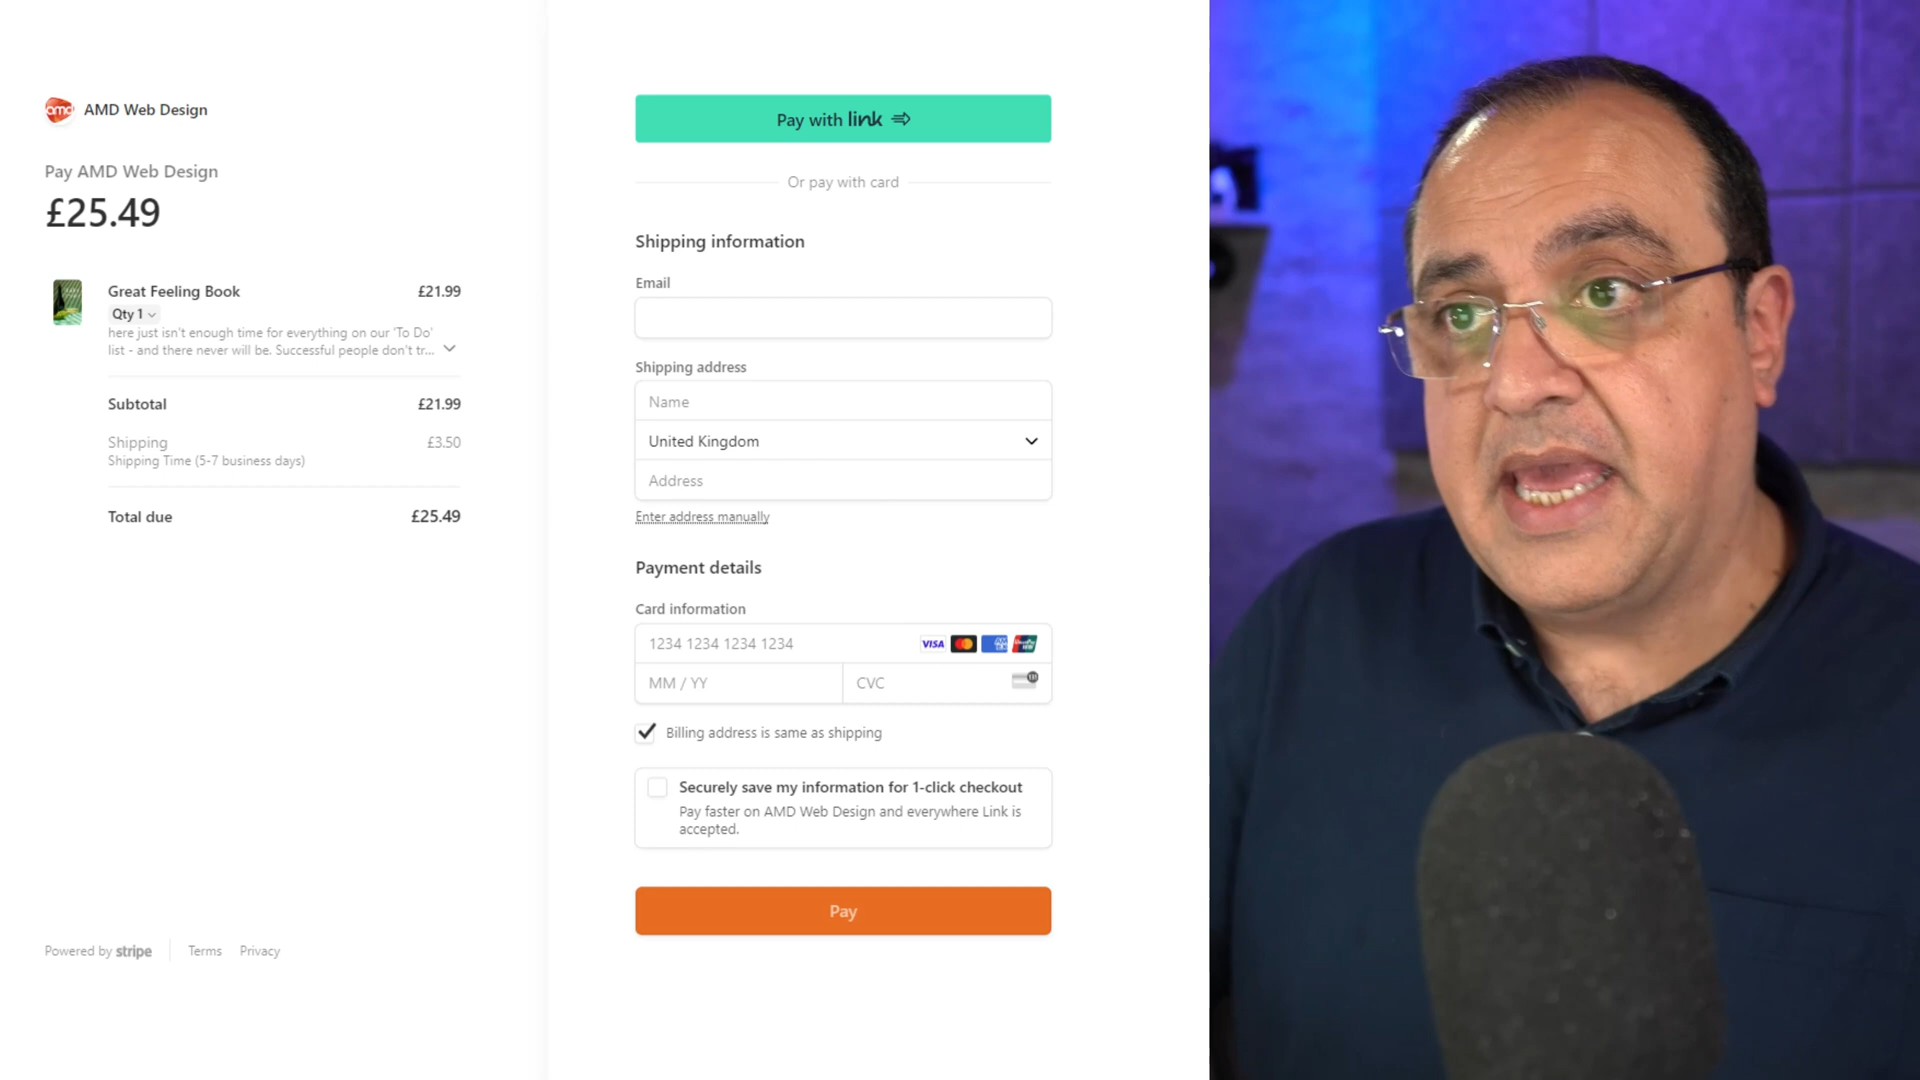 amd
AMD Web Design
Pay AMD Web Design
£25.49
Great Feeling Book £21.99
Qty 1
here just isn't enough time for everything on our 'To Do'
list - and there never will be. Successful people don't tr...
Subtotal £21.99
Shipping £3.50
Shipping Time (5-7 business days)
Total due £25.49
Powered by stripe Terms Privacy
Pay with link
Or pay with card
Shipping information
Email
Shipping address
Name
United Kingdom
Address
Enter address manually
Payment details
Card information
1234 1234 1234 1234 VISA
MM / YY CVC
Billing address is same as shipping
Securely save my information for 1-click checkout
Pay faster on AMD Web Design and everywhere Link is
accepted.
Pay